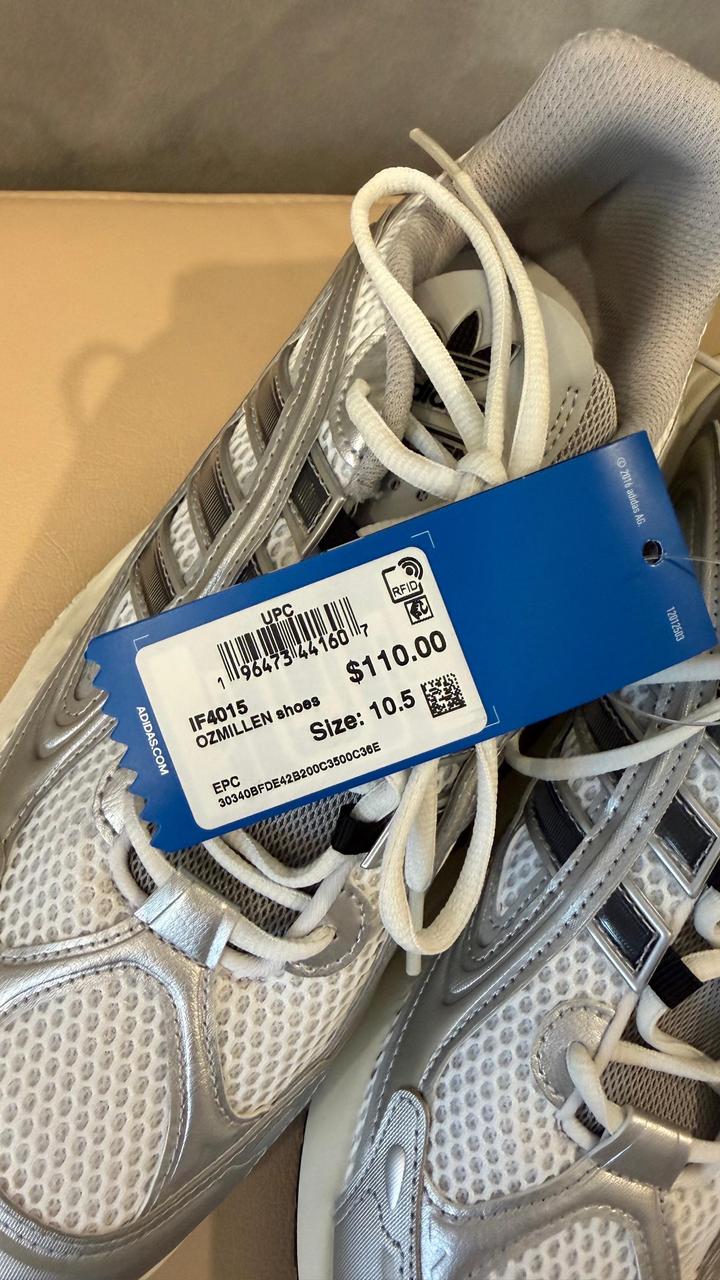 © 2016 adidas AG.
12012503
RFID
UPC
1 96473 44160 7
$110.00
IF4015
OZMILLEN shoes
Size: 10.5
EPC
30340BFDE42B200C3500C36E
ADIDAS.COM